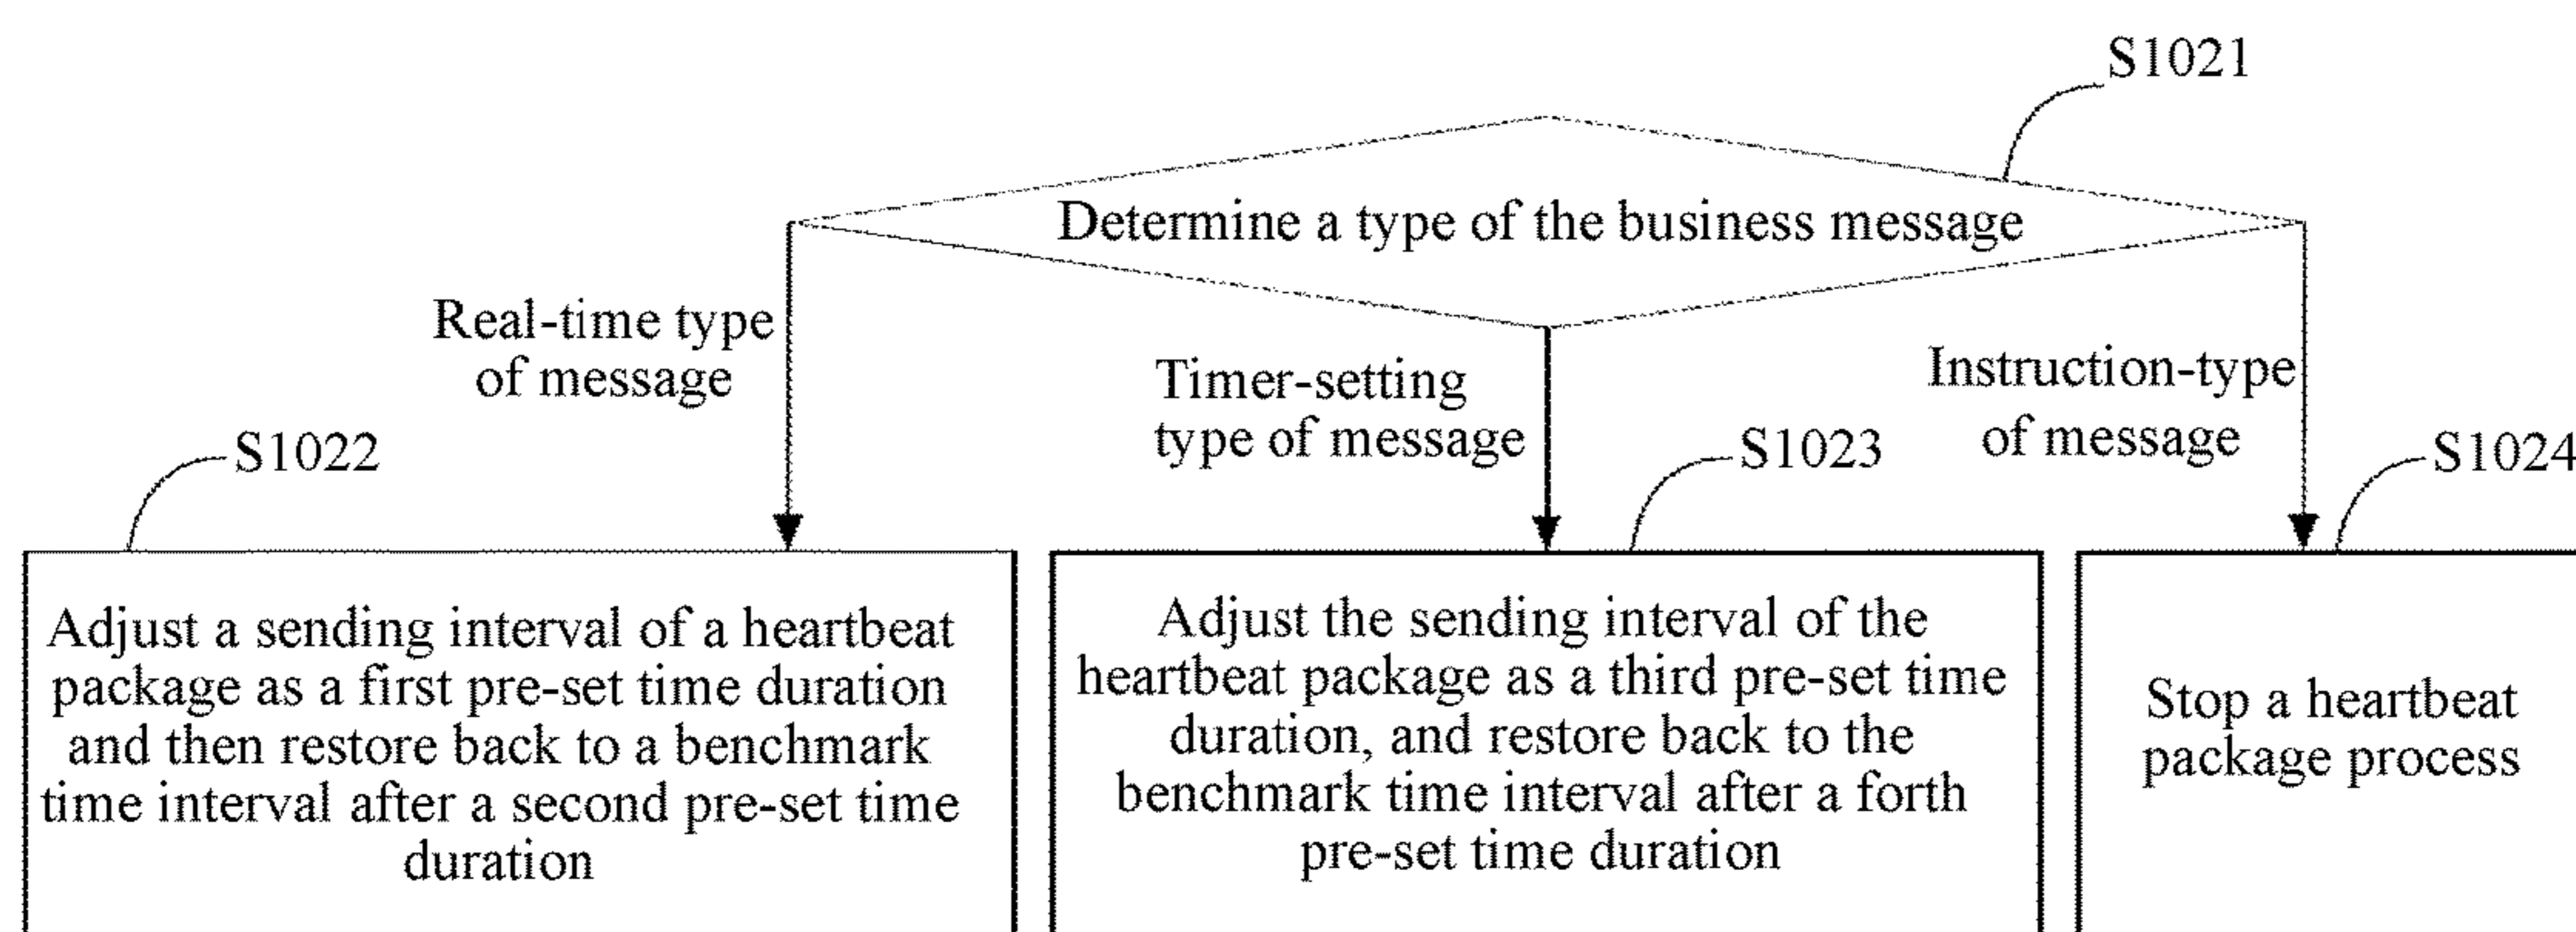 S1021
Determine a type of the business message
Real-time type
of message
Timer-setting
type of message
Instruction-type
of message
S1022
S1023
S1024
Adjust a sending interval of a heartbeat
package as a first pre-set time duration
and then restore back to a benchmark
time interval after a second pre-set time
duration
Adjust the sending interval of the
heartbeat package as a third pre-set time
duration, and restore back to the
benchmark time interval after a forth
pre-set time duration
Stop a heartbeat
package process